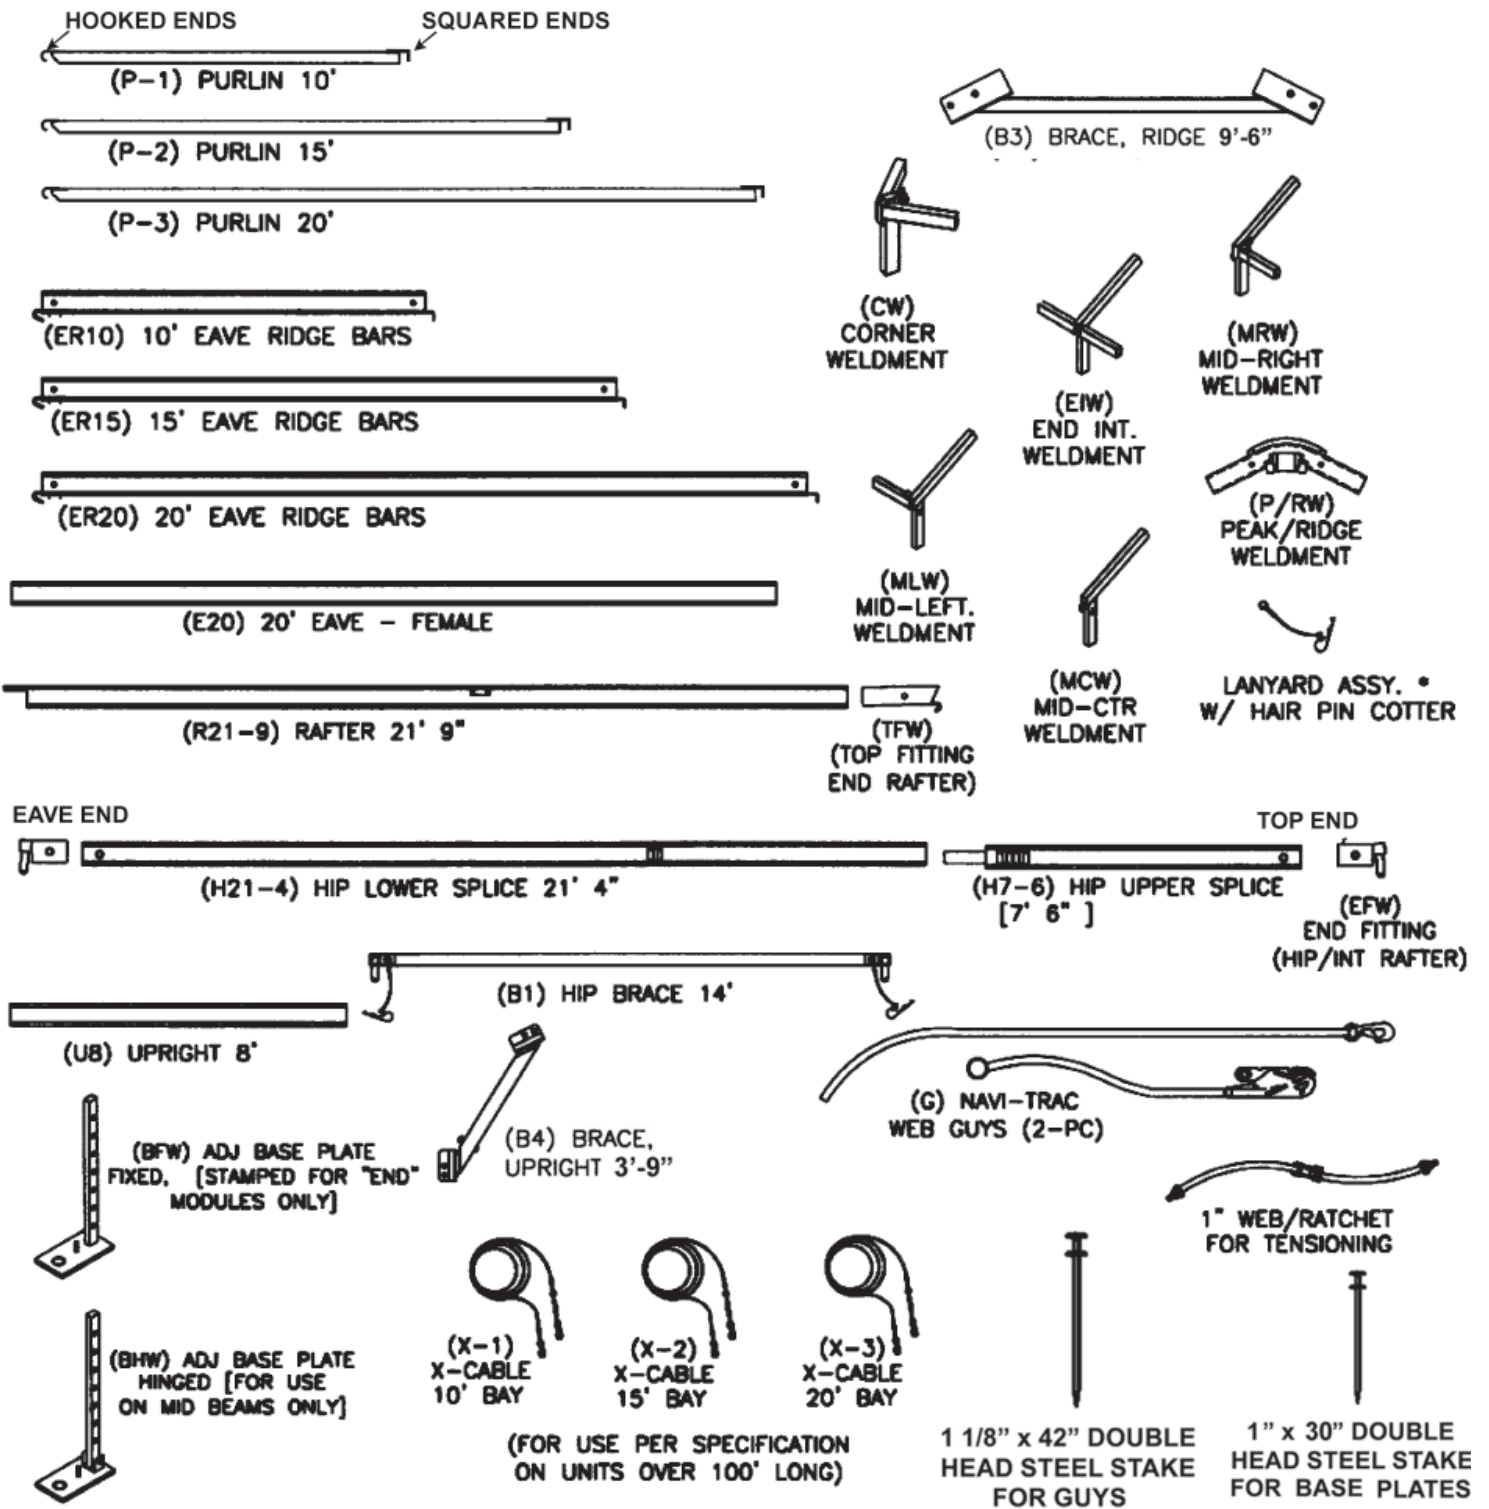 HOOKED ENDS
SQUARED ENDS
(P-1) PURLIN 10'
(P-2) PURLIN 15'
(P-3) PURLIN 20'
(B3) BRACE, RIDGE 9'-6”
(ER10) 10' EAVE RIDGE BARS
(ER15) 15' EAVE RIDGE BARS
(ER20) 20' EAVE RIDGE BARS
(CW)
CORNER
WELDMENT
(EIW)
END INT.
WELDMENT
(MRW)
MID-RIGHT
WELDMENT
(E20) 20' EAVE - FEMALE
(MLW)
MID-LEFT.
WELDMENT
(P/RW)
PEAK/RIDGE
WELDMENT
(R21-9) RAFTER 21' 9"
(TFW)
(TOP FITTING
END RAFTER)
(MCW)
MID-CTR
WELDMENT
LANYARD ASSY. *
W/ HAIR PIN COTTER
EAVE END
TOP END
(H21-4) HIP LOWER SPLICE 21' 4"
(H7-6) HIP UPPER SPLICE
[7' 6" ]
(EFW)
END FITTING
(HIP/INT RAFTER)
(B1) HIP BRACE 14'
(U8) UPRIGHT 8'
(G) NAVI-TRAC
WEB GUYS (2-PC)
(BFW) ADJ BASE PLATE
FIXED, [STAMPED FOR "END"
MODULES ONLY]
(B4) BRACE,
UPRIGHT 3'-9”
1" WEB/RATCHET
FOR TENSIONING
(BHW) ADJ BASE PLATE
HINGED [FOR USE
ON MID BEAMS ONLY]
(X-1)
X-CABLE
10' BAY
(X-2)
X-CABLE
15' BAY
(X-3)
X-CABLE
20' BAY
(FOR USE PER SPECIFICATION
ON UNITS OVER 100' LONG)
1 1/8” x 42” DOUBLE
HEAD STEEL STAKE
FOR GUYS
1” x 30” DOUBLE
HEAD STEEL STAKE
FOR BASE PLATES